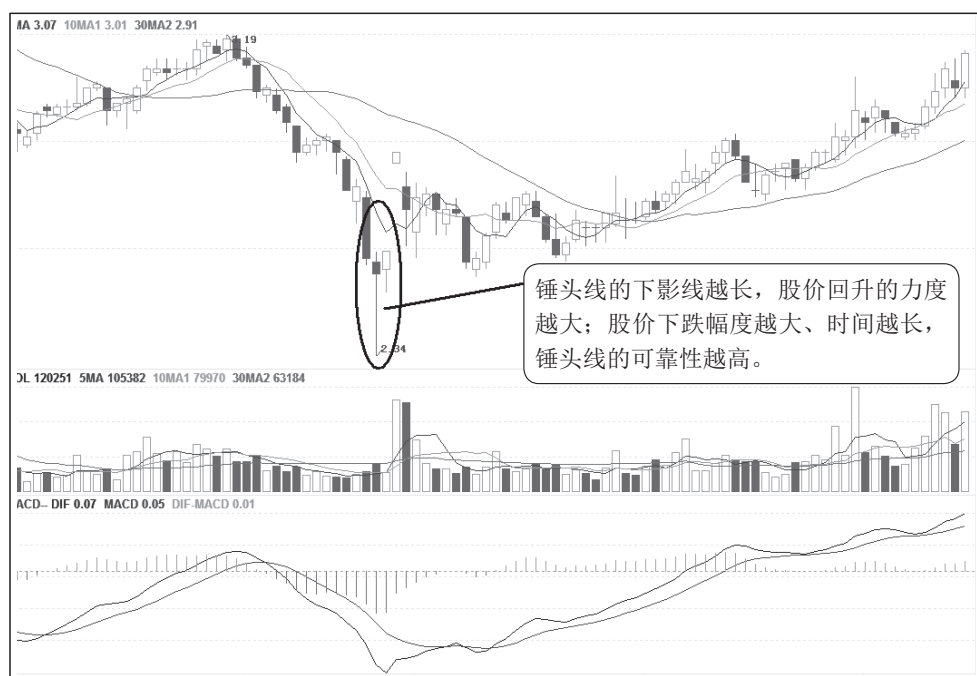 MA 3.07 10MA1 3.01 30MA2 2.91
3.19
锤头线的下影线越长，股价回升的力度
越大；股价下跌幅度越大、时间越长，
锤头线的可靠性越高。
2.34
OL 120251 5MA 105382 10MA1 79970 30MA2 63184
ACD-- DIF 0.07 MACD 0.05 DIF-MACD 0.01